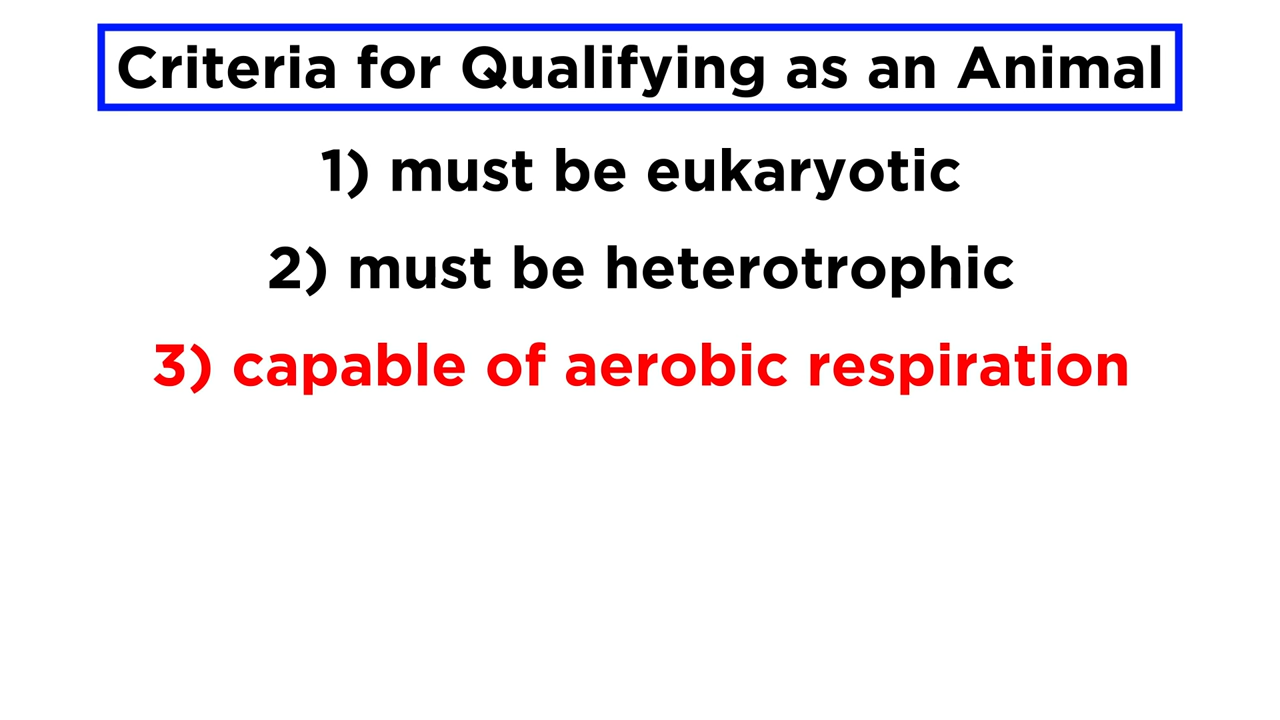 Criteria for Qualifying as an Animal
1) must be eukaryotic
2) must be heterotrophic
3) capable of aerobic respiration